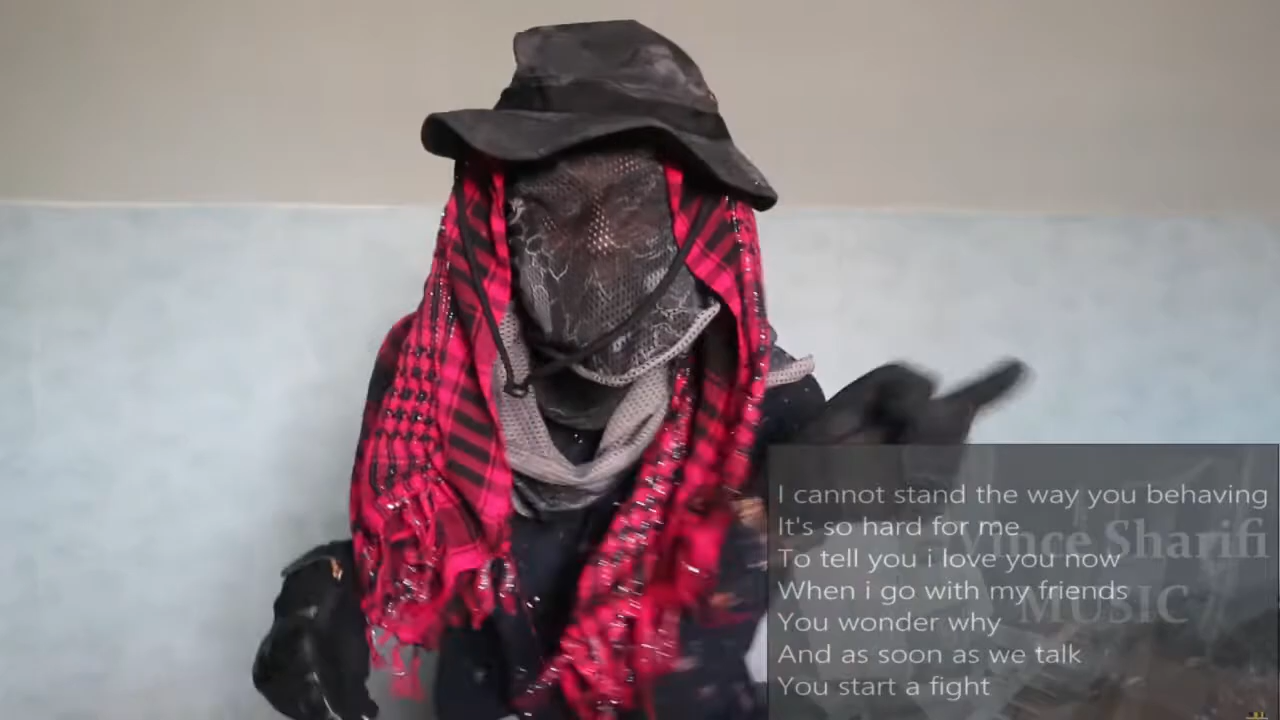 I cannot stand the way you behaving
It's so hard for me
To tell you i love you now
When i go with my friends
You wonder why
And as soon as we talk
You start a fight
Vince Sharifi
MUSIC